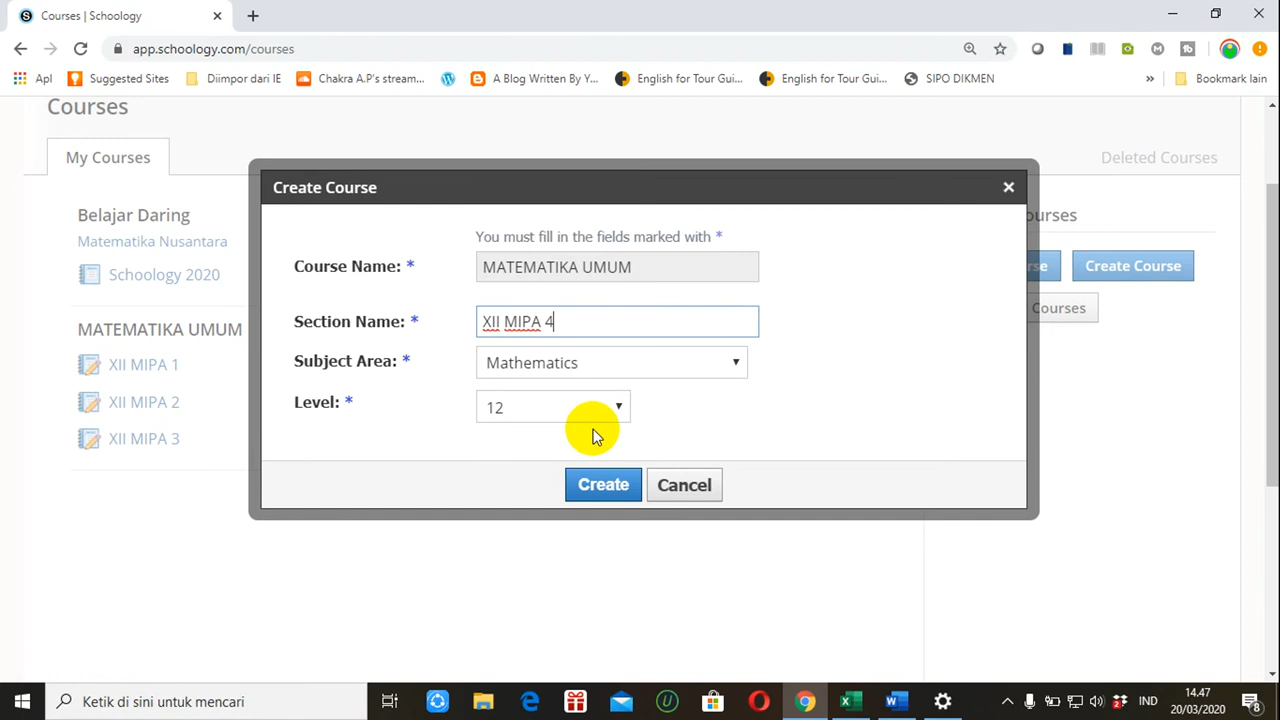 Courses | Schoology
app.schoology.com/courses
Apl
Suggested Sites
Diimpor dari IE
Chakra A.P's stream...
A Blog Written By Y...
English for Tour Gui...
English for Tour Gui...
SIPO DIKMEN
»
Bookmark lain
Courses
My Courses
Deleted Courses
Belajar Daring
Matematika Nusantara
Schoology 2020
MATEMATIKA UMUM
XII MIPA 1
XII MIPA 2
XII MIPA 3
Create Course
You must fill in the fields marked with *
Course Name: *
MATEMATIKA UMUM
Section Name: *
XII MIPA 4
Subject Area: *
Mathematics
Level: *
12
Create
Cancel
Create Course
Courses
Ketik di sini untuk mencari
IND
14.47
20/03/2020
8